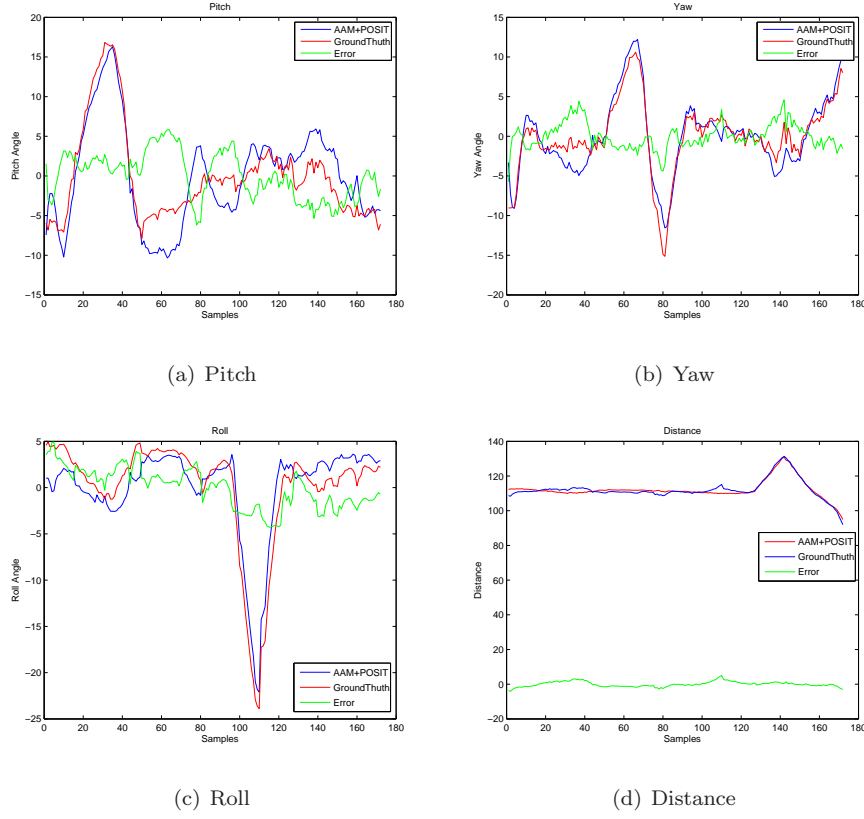 Pitch
AAM+POSIT
GroundThuth
Error
Pitch Angle
20
15
10
5
0
−5
−10
−15
0 20 40 60 80 100 120 140 160 180
Samples
(a) Pitch
Yaw
AAM+POSIT
GroundThuth
Error
Yaw Angle
15
10
5
0
−5
−10
−15
−20
0 20 40 60 80 100 120 140 160 180
Samples
(b) Yaw
Roll
AAM+POSIT
GroundThuth
Error
Roll Angle
5
0
−5
−10
−15
−20
−25
0 20 40 60 80 100 120 140 160 180
Samples
(c) Roll
Distance
AAM+POSIT
GroundThuth
Error
Distance
140
120
100
80
60
40
20
0
−20
0 20 40 60 80 100 120 140 160 180
Samples
(d) Distance